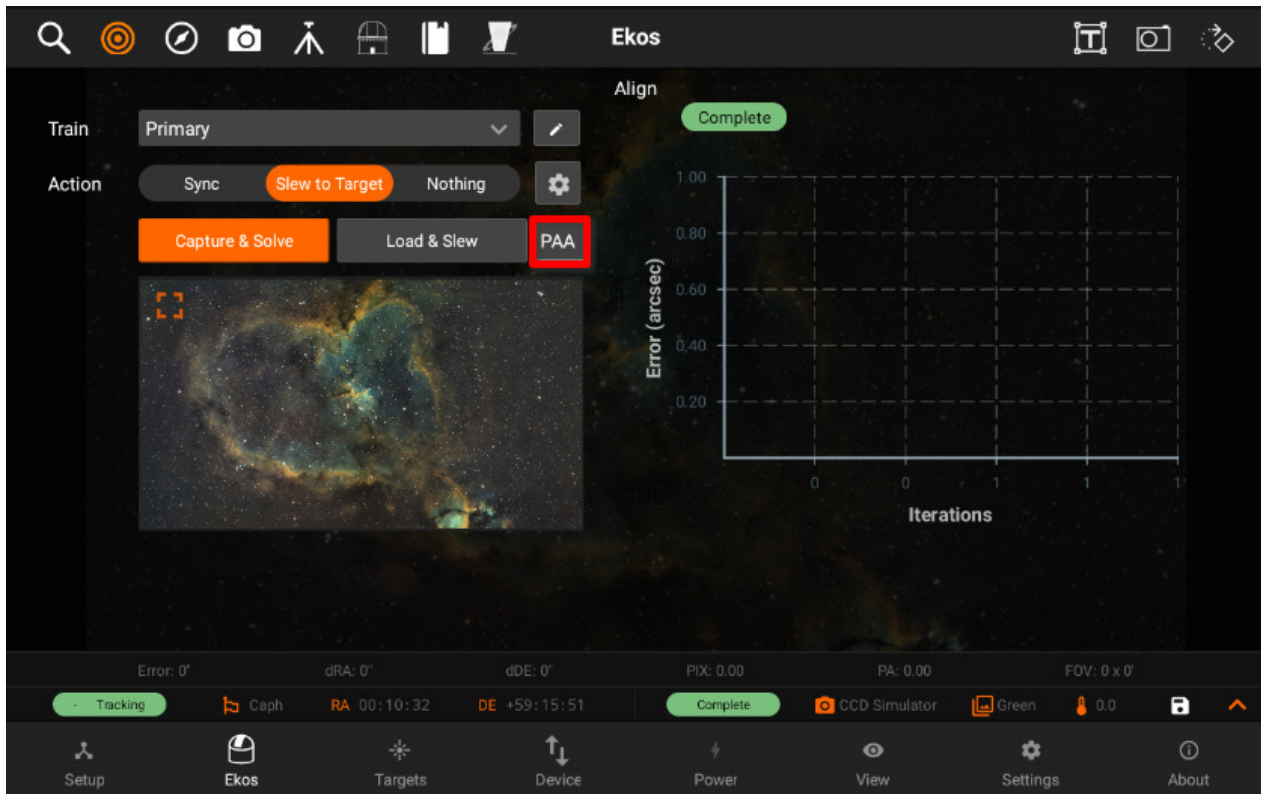 Ekos
Align
Train Primary
Complete
Action Sync Slew to Target Nothing
Capture & Solve Load & Slew PAA
1.00
0.80
0.60
0.40
0.20
Error (arcsec)
0 0 1 1 1
Iterations
Error: 0" dRA: 0" dDE: 0" PIX: 0.00 PA: 0.00 FOV: 0 x 0'
- Tracking Caph RA 00:10:32 DE +59:15:51 Complete CCD Simulator Green 0.0
Setup Ekos Targets Device Power View Settings About